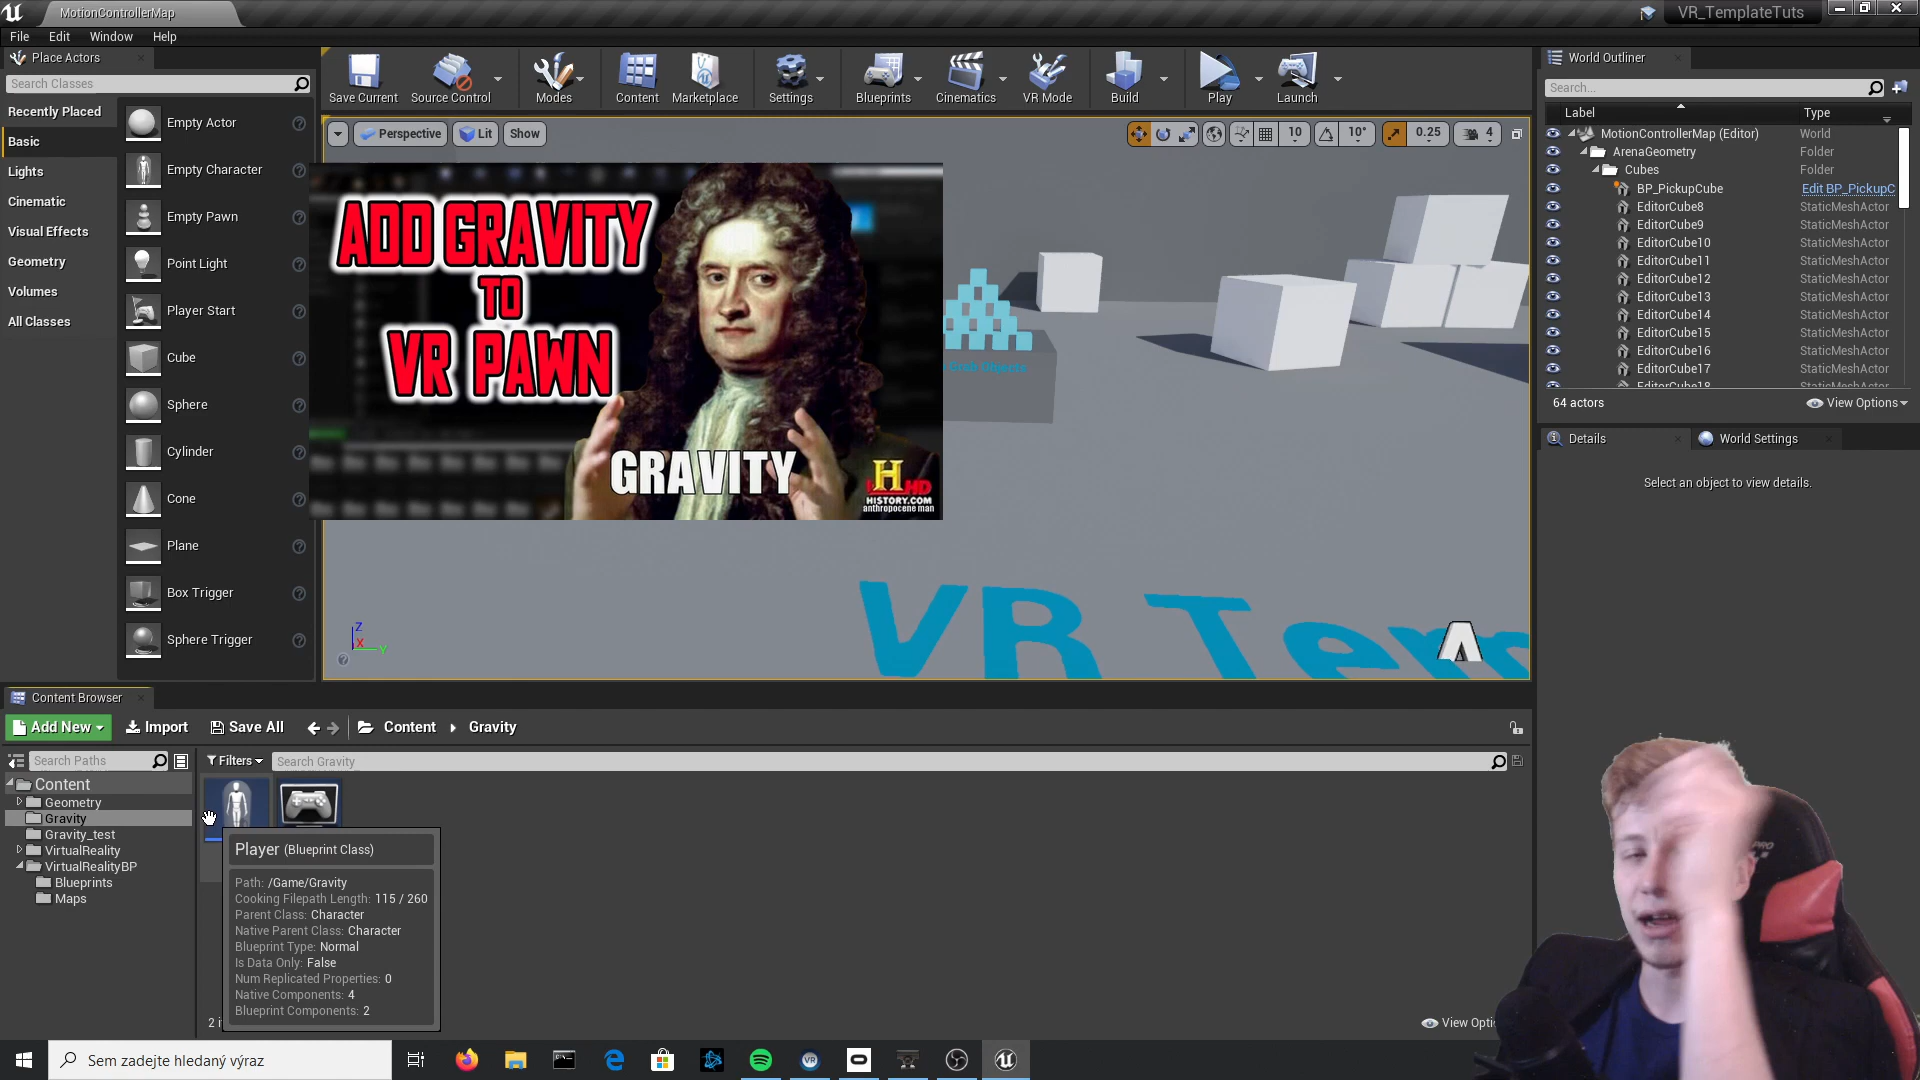 MotionControllerMap
VR_TemplateTuts
File Edit Window Help
Place Actors
Search Classes
Recently Placed
Basic
Lights
Cinematic
Visual Effects
Geometry
Volumes
All Classes
Empty Actor
Empty Character
Empty Pawn
Point Light
Player Start
Cube
Sphere
Cylinder
Cone
Plane
Box Trigger
Sphere Trigger
Save Current
Source Control
Modes
Content
Marketplace
Settings
Blueprints
Cinematics
VR Mode
Build
Play
Launch
Perspective Lit Show
10 10° 0.25 4
ADD GRAVITY
TO
VR PAWN
GRAVITY
H HD
HISTORY.COM
anthropocene man
Objects
VR Tem
Z
X
Y
World Outliner
Search...
Label Type
MotionControllerMap (Editor) World
ArenaGeometry Folder
Cubes Folder
BP_PickupCube Edit BP_PickupC
EditorCube8 StaticMeshActor
EditorCube9 StaticMeshActor
EditorCube10 StaticMeshActor
EditorCube11 StaticMeshActor
EditorCube12 StaticMeshActor
EditorCube13 StaticMeshActor
EditorCube14 StaticMeshActor
EditorCube15 StaticMeshActor
EditorCube16 StaticMeshActor
EditorCube17 StaticMeshActor
EditorCube18 StaticMeshActor
64 actors View Options
Details World Settings
Select an object to view details.
Content Browser
Add New Import Save All Content Gravity
Search Paths Filters Search Gravity
Content
Geometry
Gravity
Gravity_test
VirtualReality
VirtualRealityBP
Blueprints
Maps
Player (Blueprint Class)
Path: /Game/Gravity
Cooking Filepath Length: 115 / 260
Parent Class: Character
Native Parent Class: Character
Blueprint Type: Normal
Is Data Only: False
Num Replicated Properties: 0
Native Components: 4
Blueprint Components: 2
2 i
View Opti
PRO
Sem zadejte hledaný výraz
VR